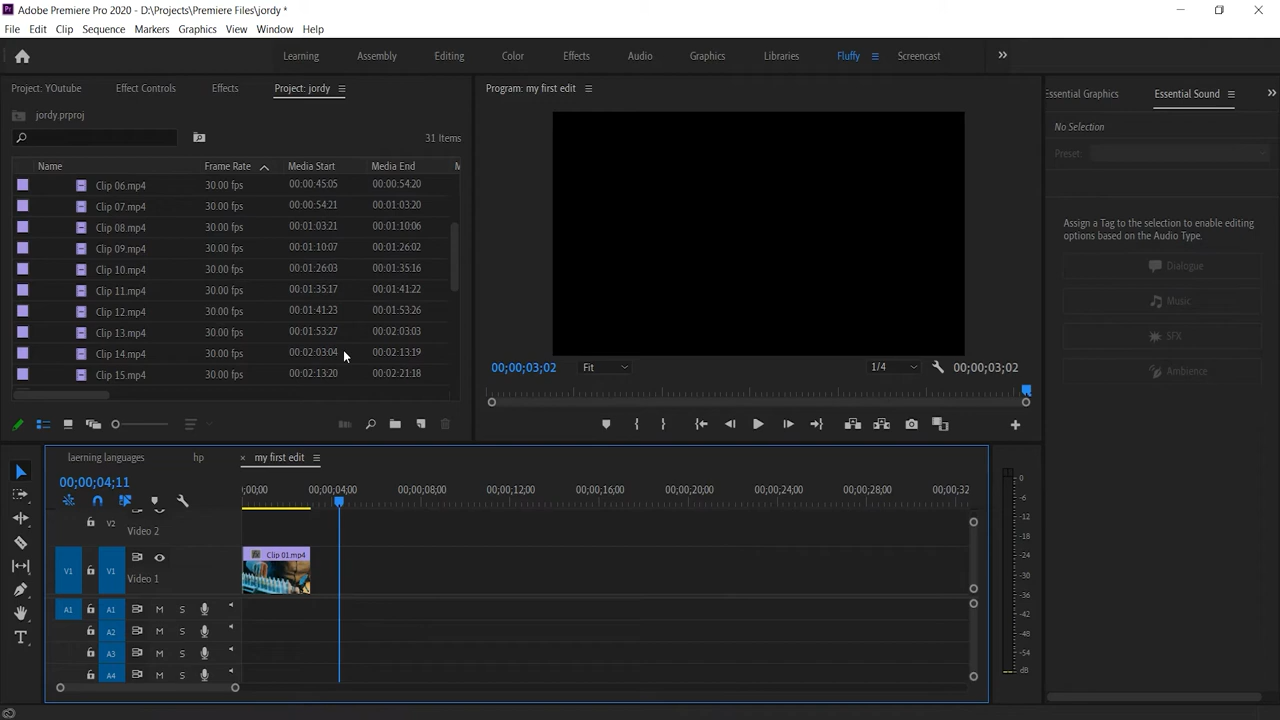 Adobe Premiere Pro 2020 - D:\Projects\Premiere Files\jordy *
File Edit Clip Sequence Markers Graphics View Window Help
Learning Assembly Editing Color Effects Audio Graphics Libraries Fluffy Screencast
Project: YOutube Effect Controls Effects Project: jordy
jordy.prproj
31 Items
Name Frame Rate Media Start Media End M
Clip 06.mp4 30.00 fps 00:00:45:05 00:00:54:20
Clip 07.mp4 30.00 fps 00:00:54:21 00:01:03:20
Clip 08.mp4 30.00 fps 00:01:03:21 00:01:10:06
Clip 09.mp4 30.00 fps 00:01:10:07 00:01:26:02
Clip 10.mp4 30.00 fps 00:01:26:03 00:01:35:16
Clip 11.mp4 30.00 fps 00:01:35:17 00:01:41:22
Clip 12.mp4 30.00 fps 00:01:41:23 00:01:53:26
Clip 13.mp4 30.00 fps 00:01:53:27 00:02:03:03
Clip 14.mp4 30.00 fps 00:02:03:04 00:02:13:19
Clip 15.mp4 30.00 fps 00:02:13:20 00:02:21:18
Program: my first edit
00;00;03;02 Fit 1/4 00;00;03;02
Essential Graphics Essential Sound
No Selection
Preset:
Assign a Tag to the selection to enable editing
options based on the Audio Type.
Dialogue
Music
SFX
Ambience
laerning languages hp × my first edit
00;00;04;11
;00;00 00;00;04;00 00;00;08;00 00;00;12;00 00;00;16;00 00;00;20;00 00;00;24;00 00;00;28;00 00;00;32
V2
Video 2
V1 V1
Video 1
Clip 01.mp4
A1 A1 M S
A2 M S
A3 M S
A4 M S
0
-6
-12
-18
-24
-30
-36
-42
-48
-54
dB